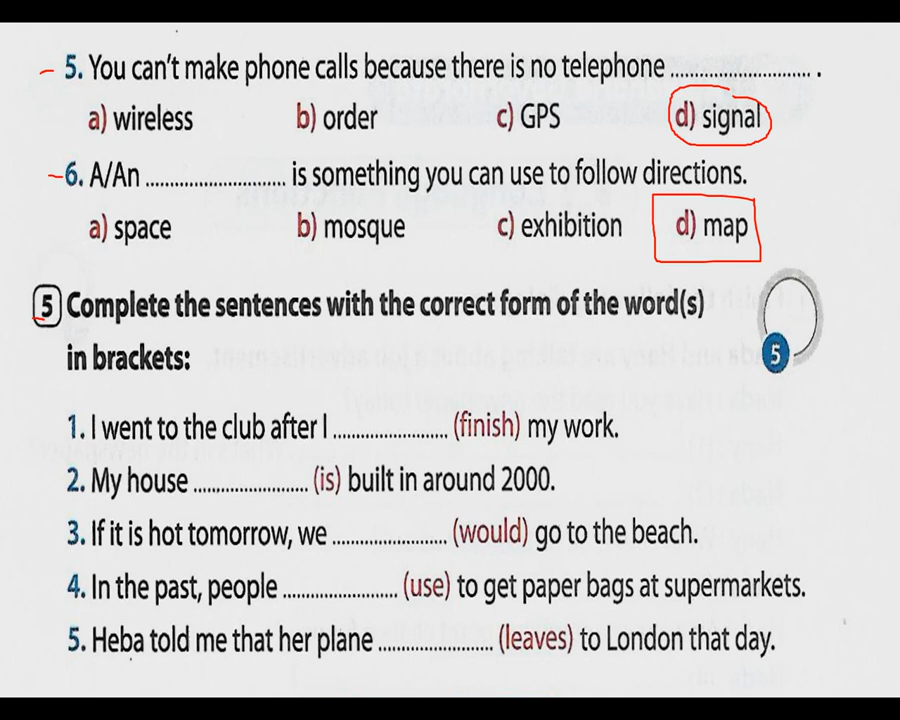 5. You can't make phone calls because there is no telephone ........................ .
a) wireless b) order c) GPS d) signal
6. A/An ........................ is something you can use to follow directions.
a) space b) mosque c) exhibition d) map
5 Complete the sentences with the correct form of the word(s)
in brackets:
5
1. I went to the club after I .................... (finish) my work.
2. My house .................... (is) built in around 2000.
3. If it is hot tomorrow, we .................... (would) go to the beach.
4. In the past, people .................... (use) to get paper bags at supermarkets.
5. Heba told me that her plane .................... (leaves) to London that day.